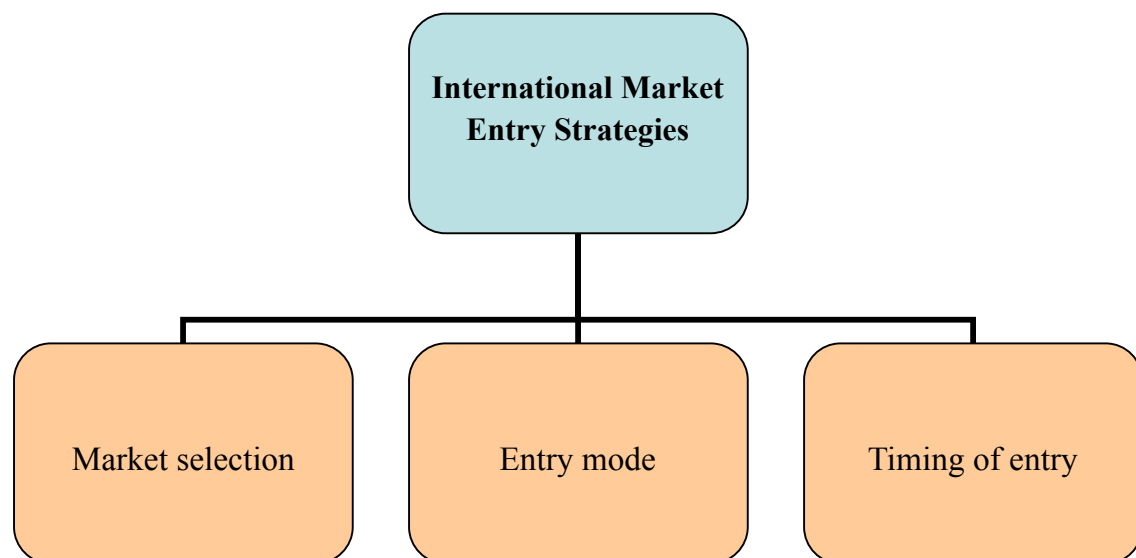 International Market
Entry Strategies
Market selection
Entry mode
Timing of entry